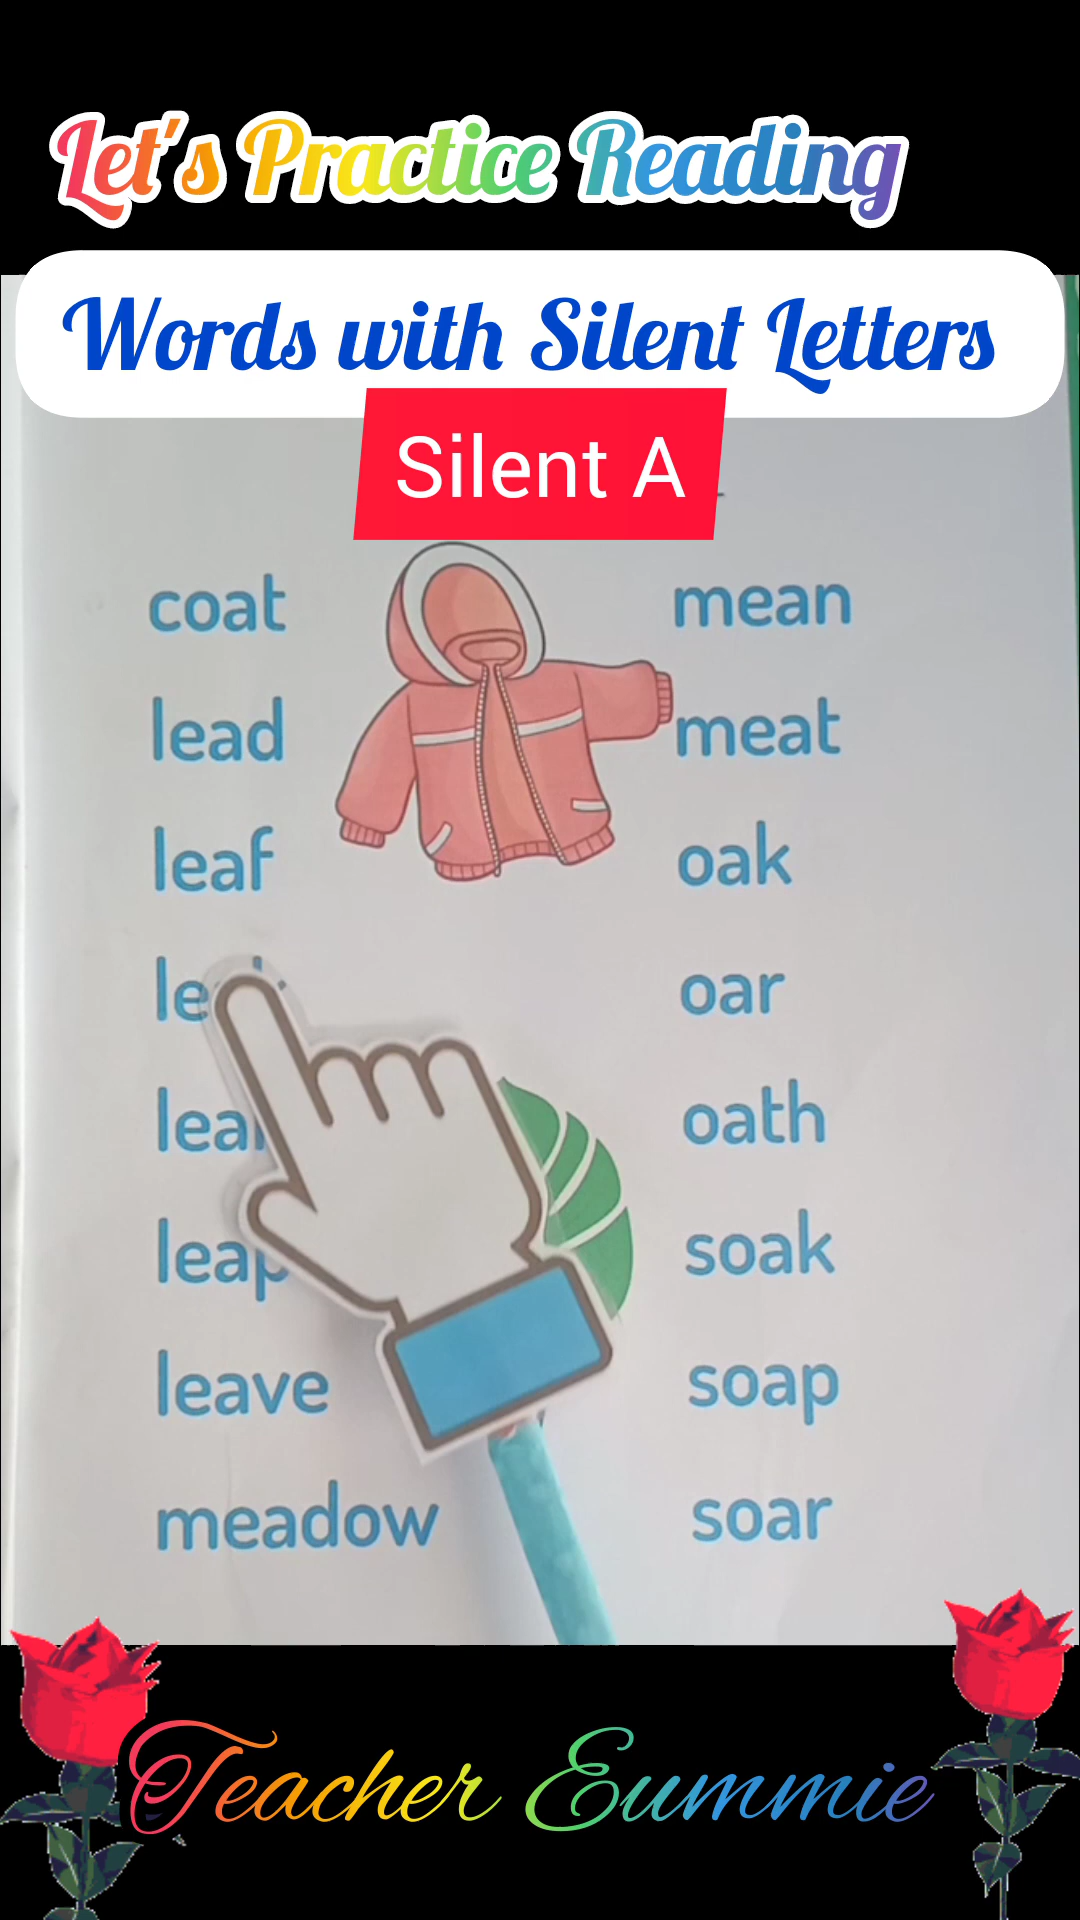 Let's Practice Reading
Words with Silent Letters
Silent A
coat
lead
leaf
leap
leave
meadow
mean
meat
oak
oar
oath
soak
soap
soar
Teacher Eummie